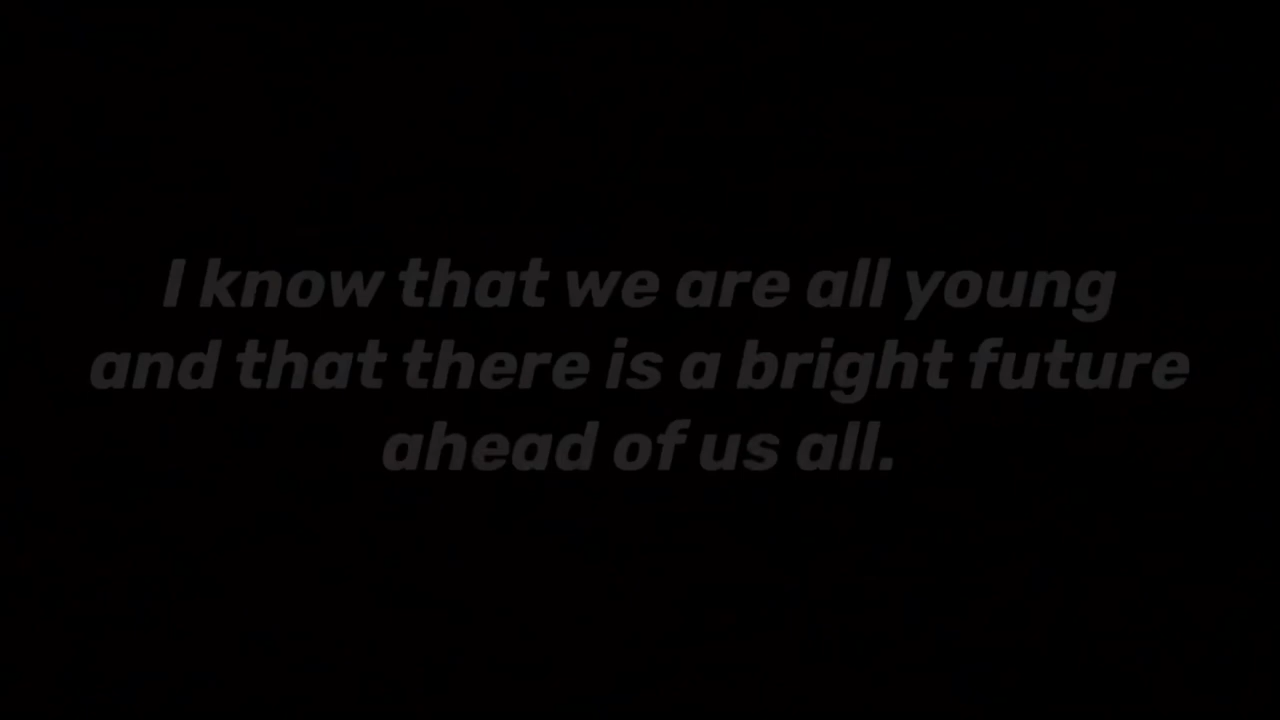 I know that we are all young
and that there is a bright future
ahead of us all.